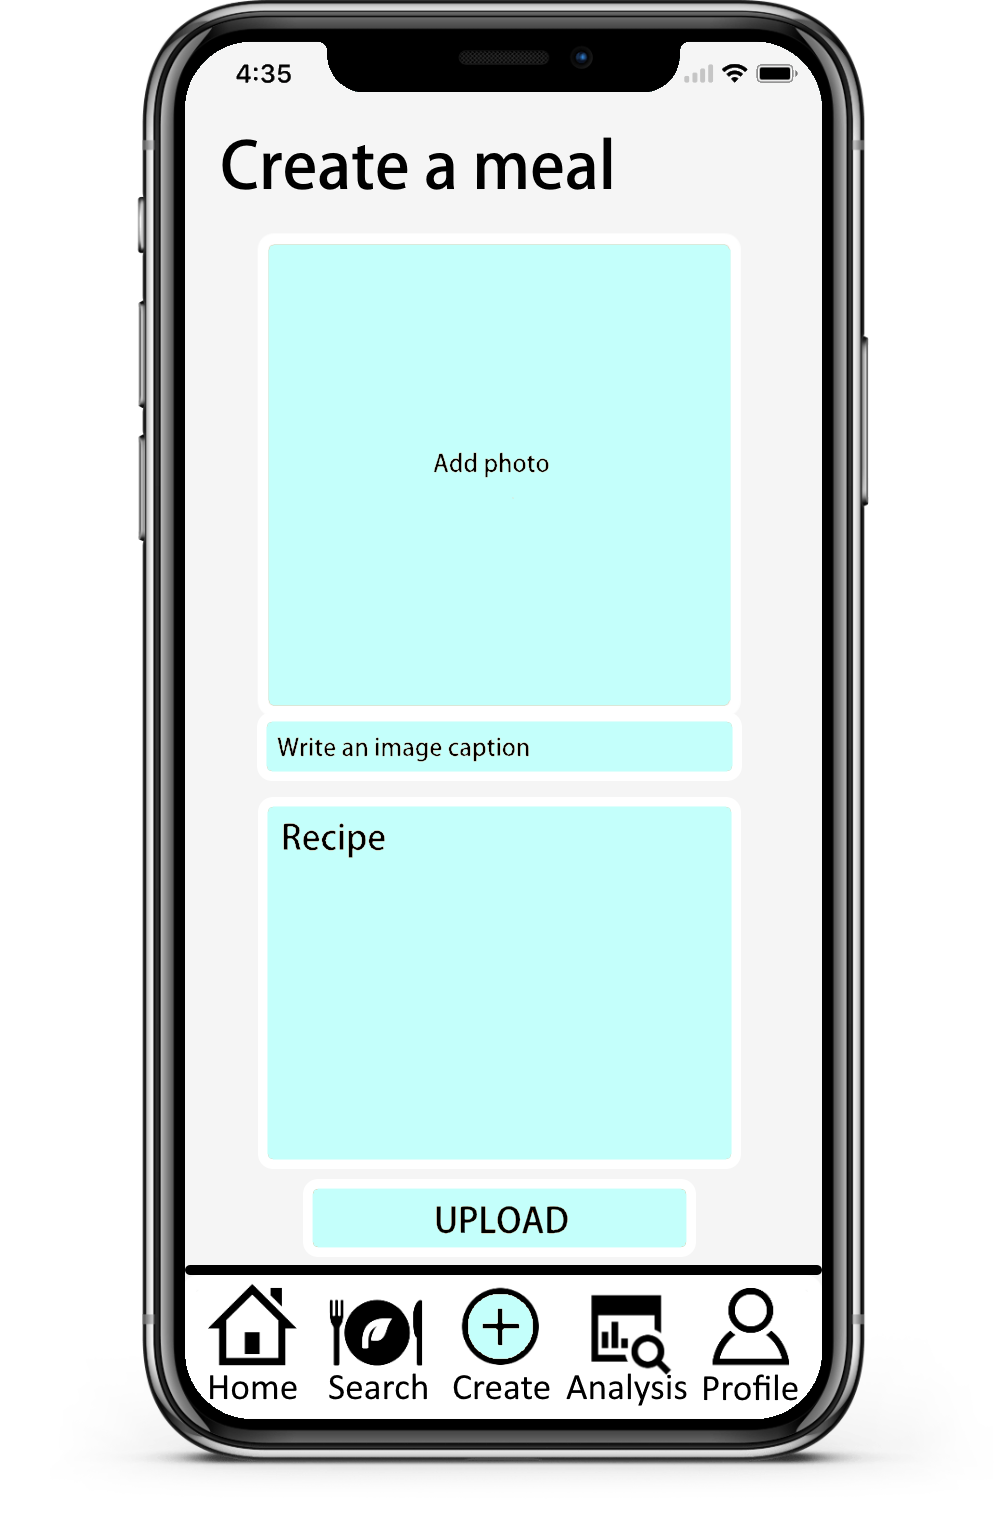 4:35
Create a meal
Add photo
Write an image caption
Recipe
UPLOAD
Home Search Create Analysis Profile